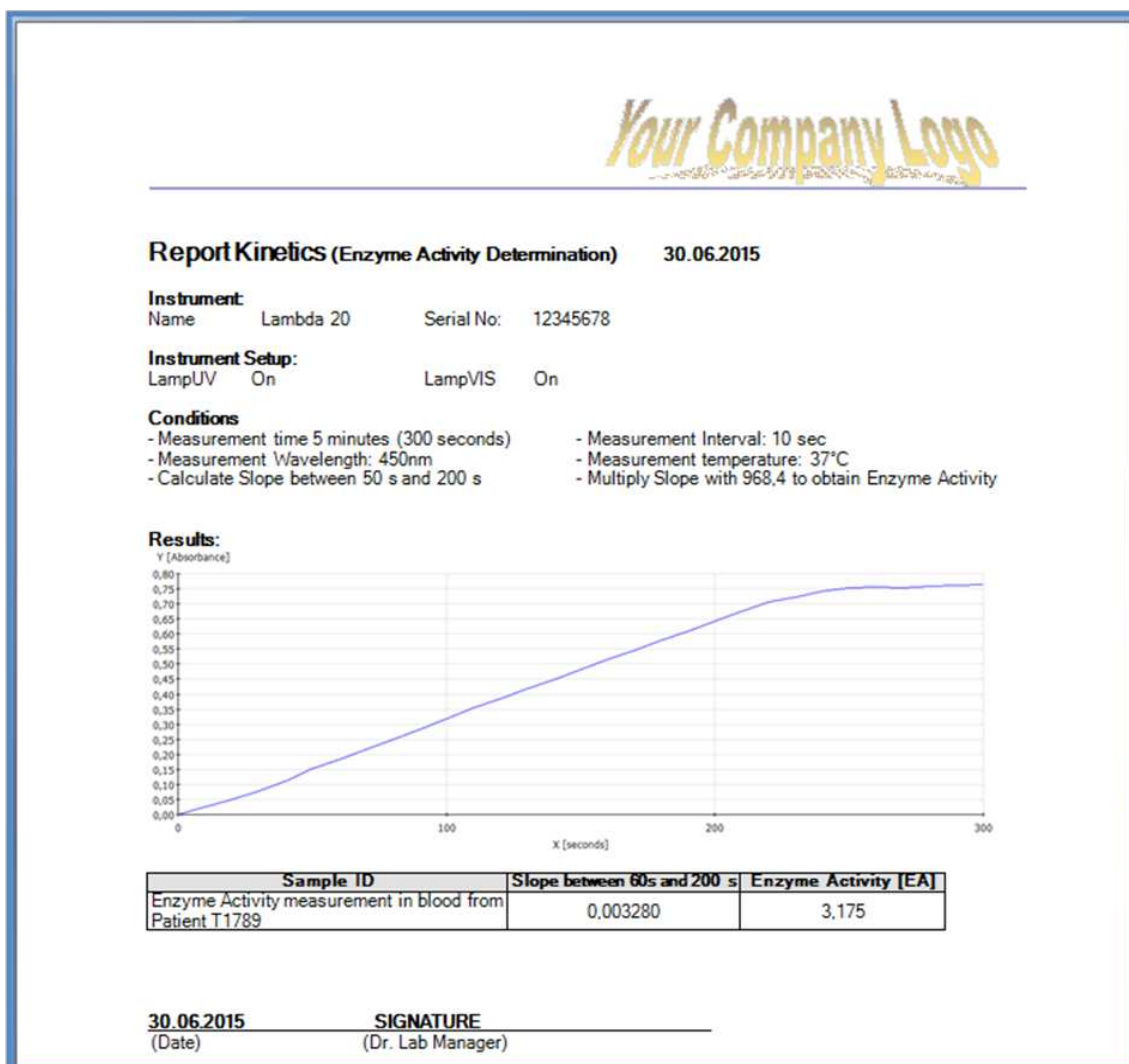 Your Company Logo
Report Kinetics (Enzyme Activity Determination) 30.06.2015
Instrument:
Name Lambda 20 Serial No: 12345678
Instrument Setup:
LampUV On LampVIS On
Conditions
- Measurement time 5 minutes (300 seconds) - Measurement Interval: 10 sec
- Measurement Wavelength: 450nm - Measurement temperature: 37°C
- Calculate Slope between 50 s and 200 s - Multiply Slope with 968,4 to obtain Enzyme Activity
Results:
Y [Absorbance]
0,80
0,75
0,70
0,65
0,60
0,55
0,50
0,45
0,40
0,35
0,30
0,25
0,20
0,15
0,10
0,05
0,00
0 100 200 300
X [seconds]
Sample ID Slope between 60s and 200 s Enzyme Activity [EA]
Enzyme Activity measurement in blood from
Patient T1789 0,003280 3,175
30.06.2015 SIGNATURE
(Date) (Dr. Lab Manager)